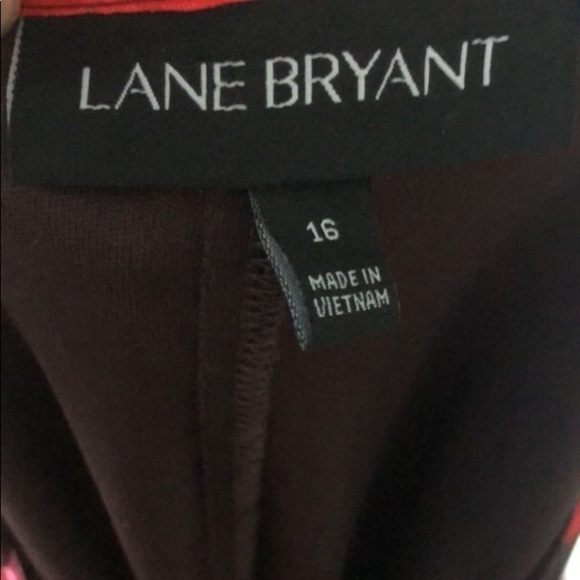 LANE BRYANT
16
MADE IN
VIETNAM